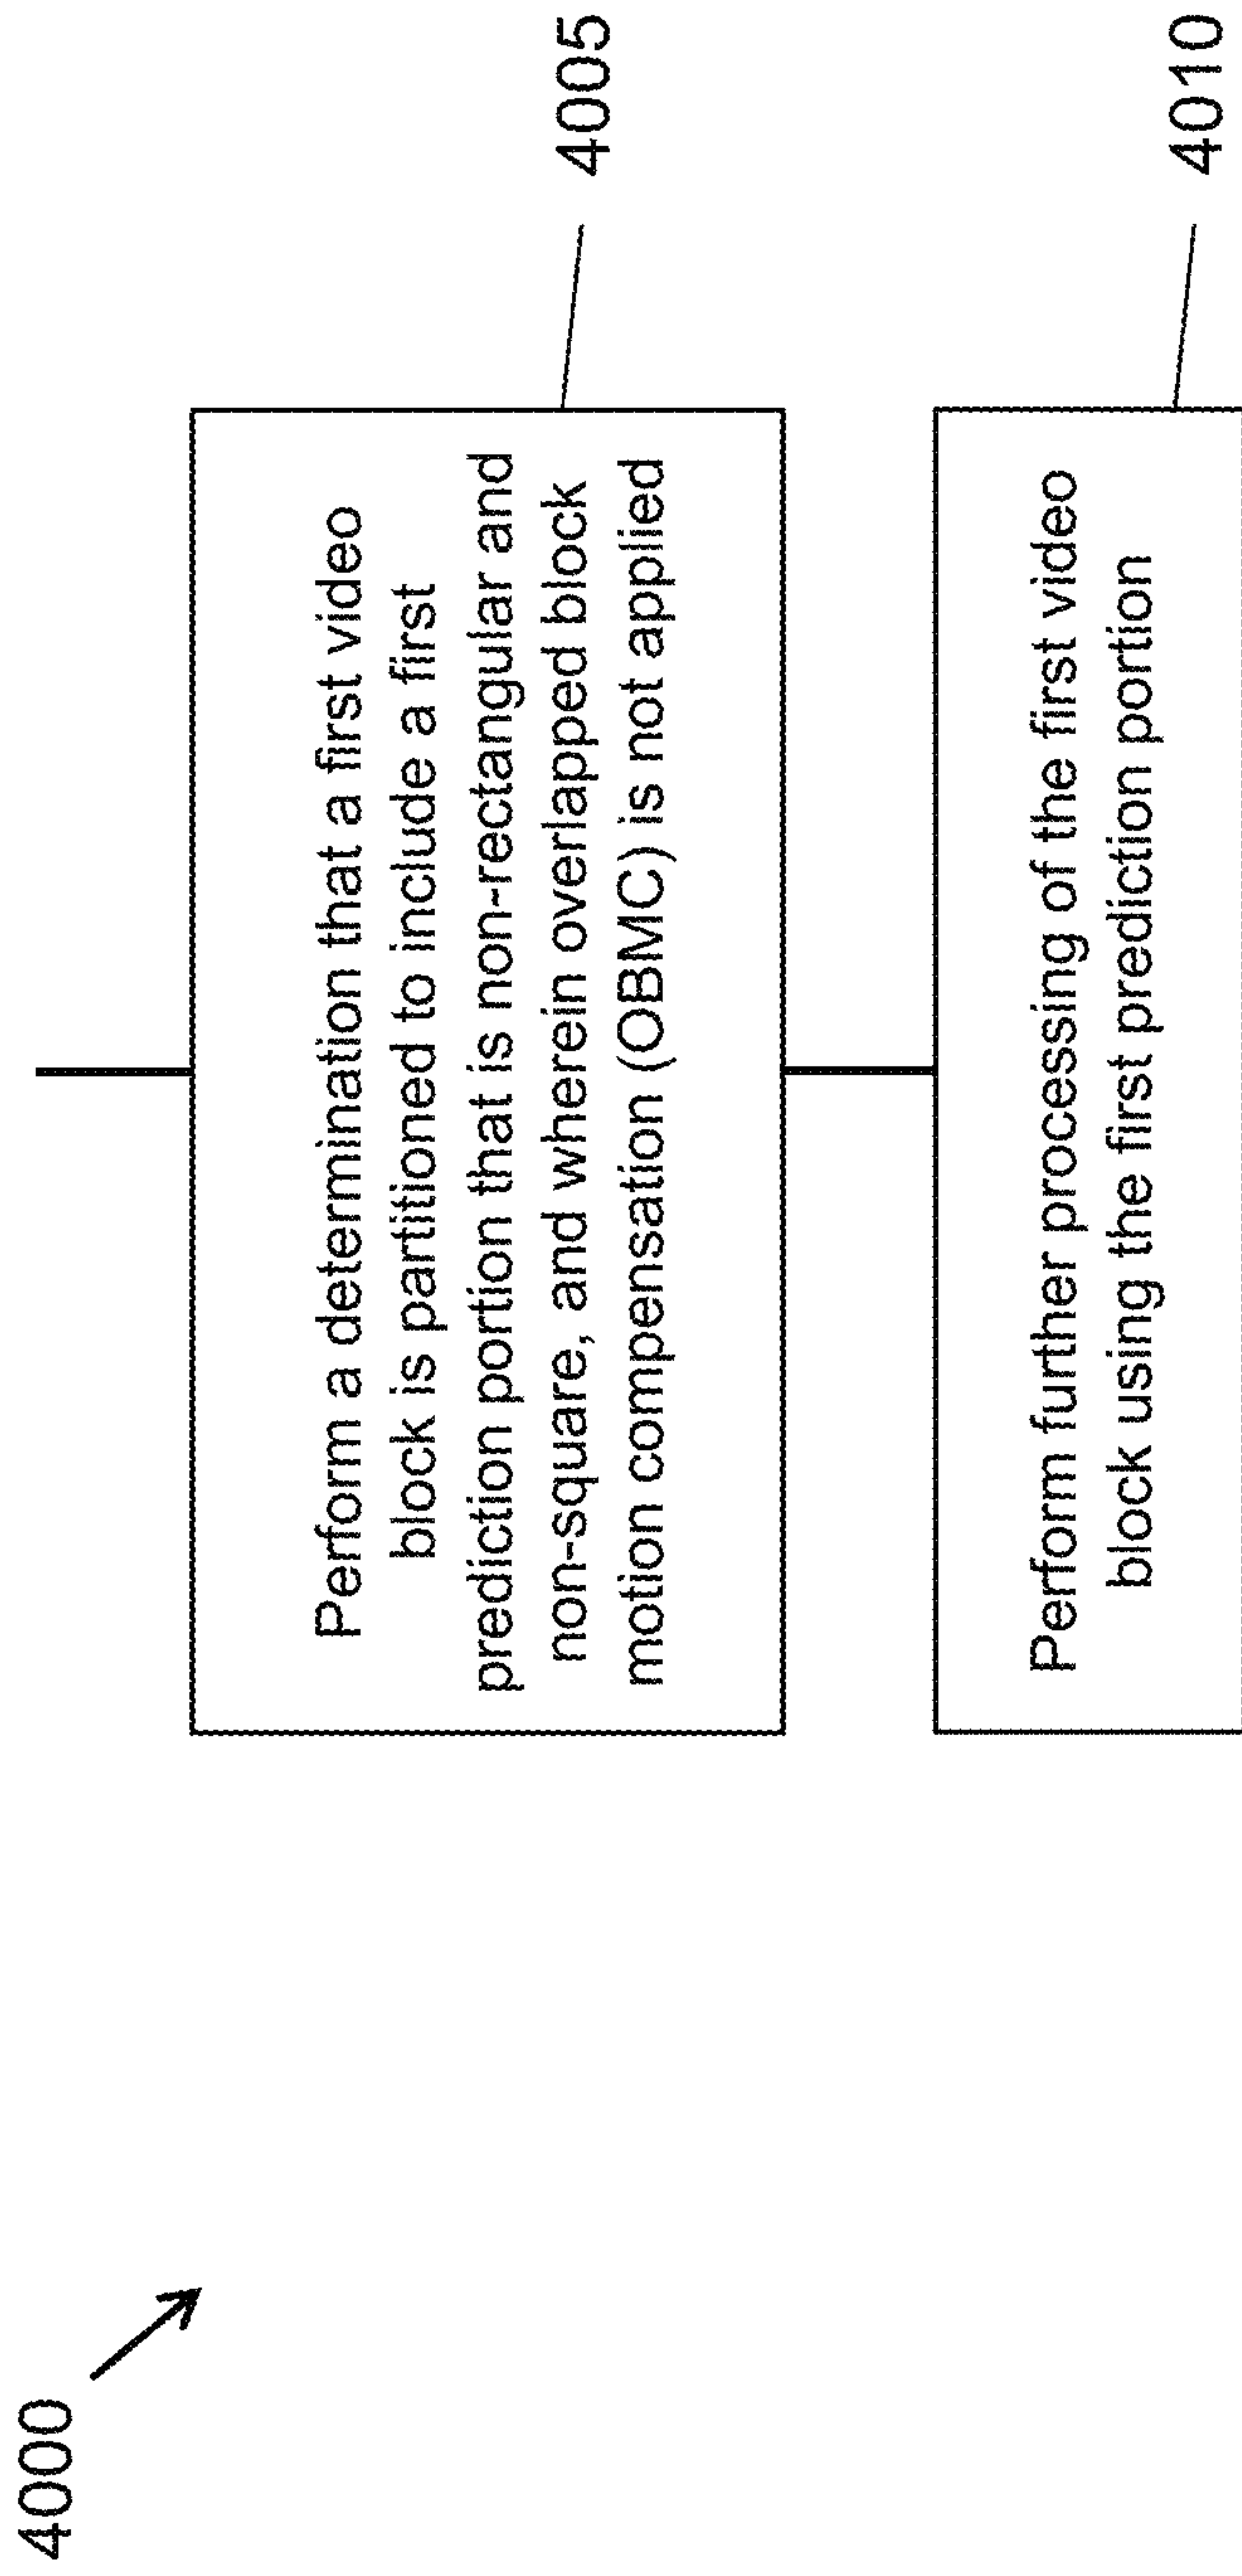 4000
Perform a determination that a first video
block is partitioned to include a first
prediction portion that is non-rectangular and
non-square, and wherein overlapped block
motion compensation (OBMC) is not applied
4005
Perform further processing of the first video
block using the first prediction portion
4010